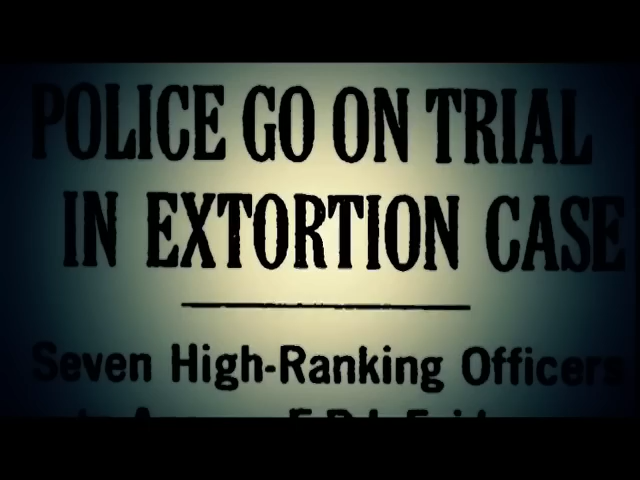 POLICE GO ON TRIAL
IN EXTORTION CASE
Seven High-Ranking Officers